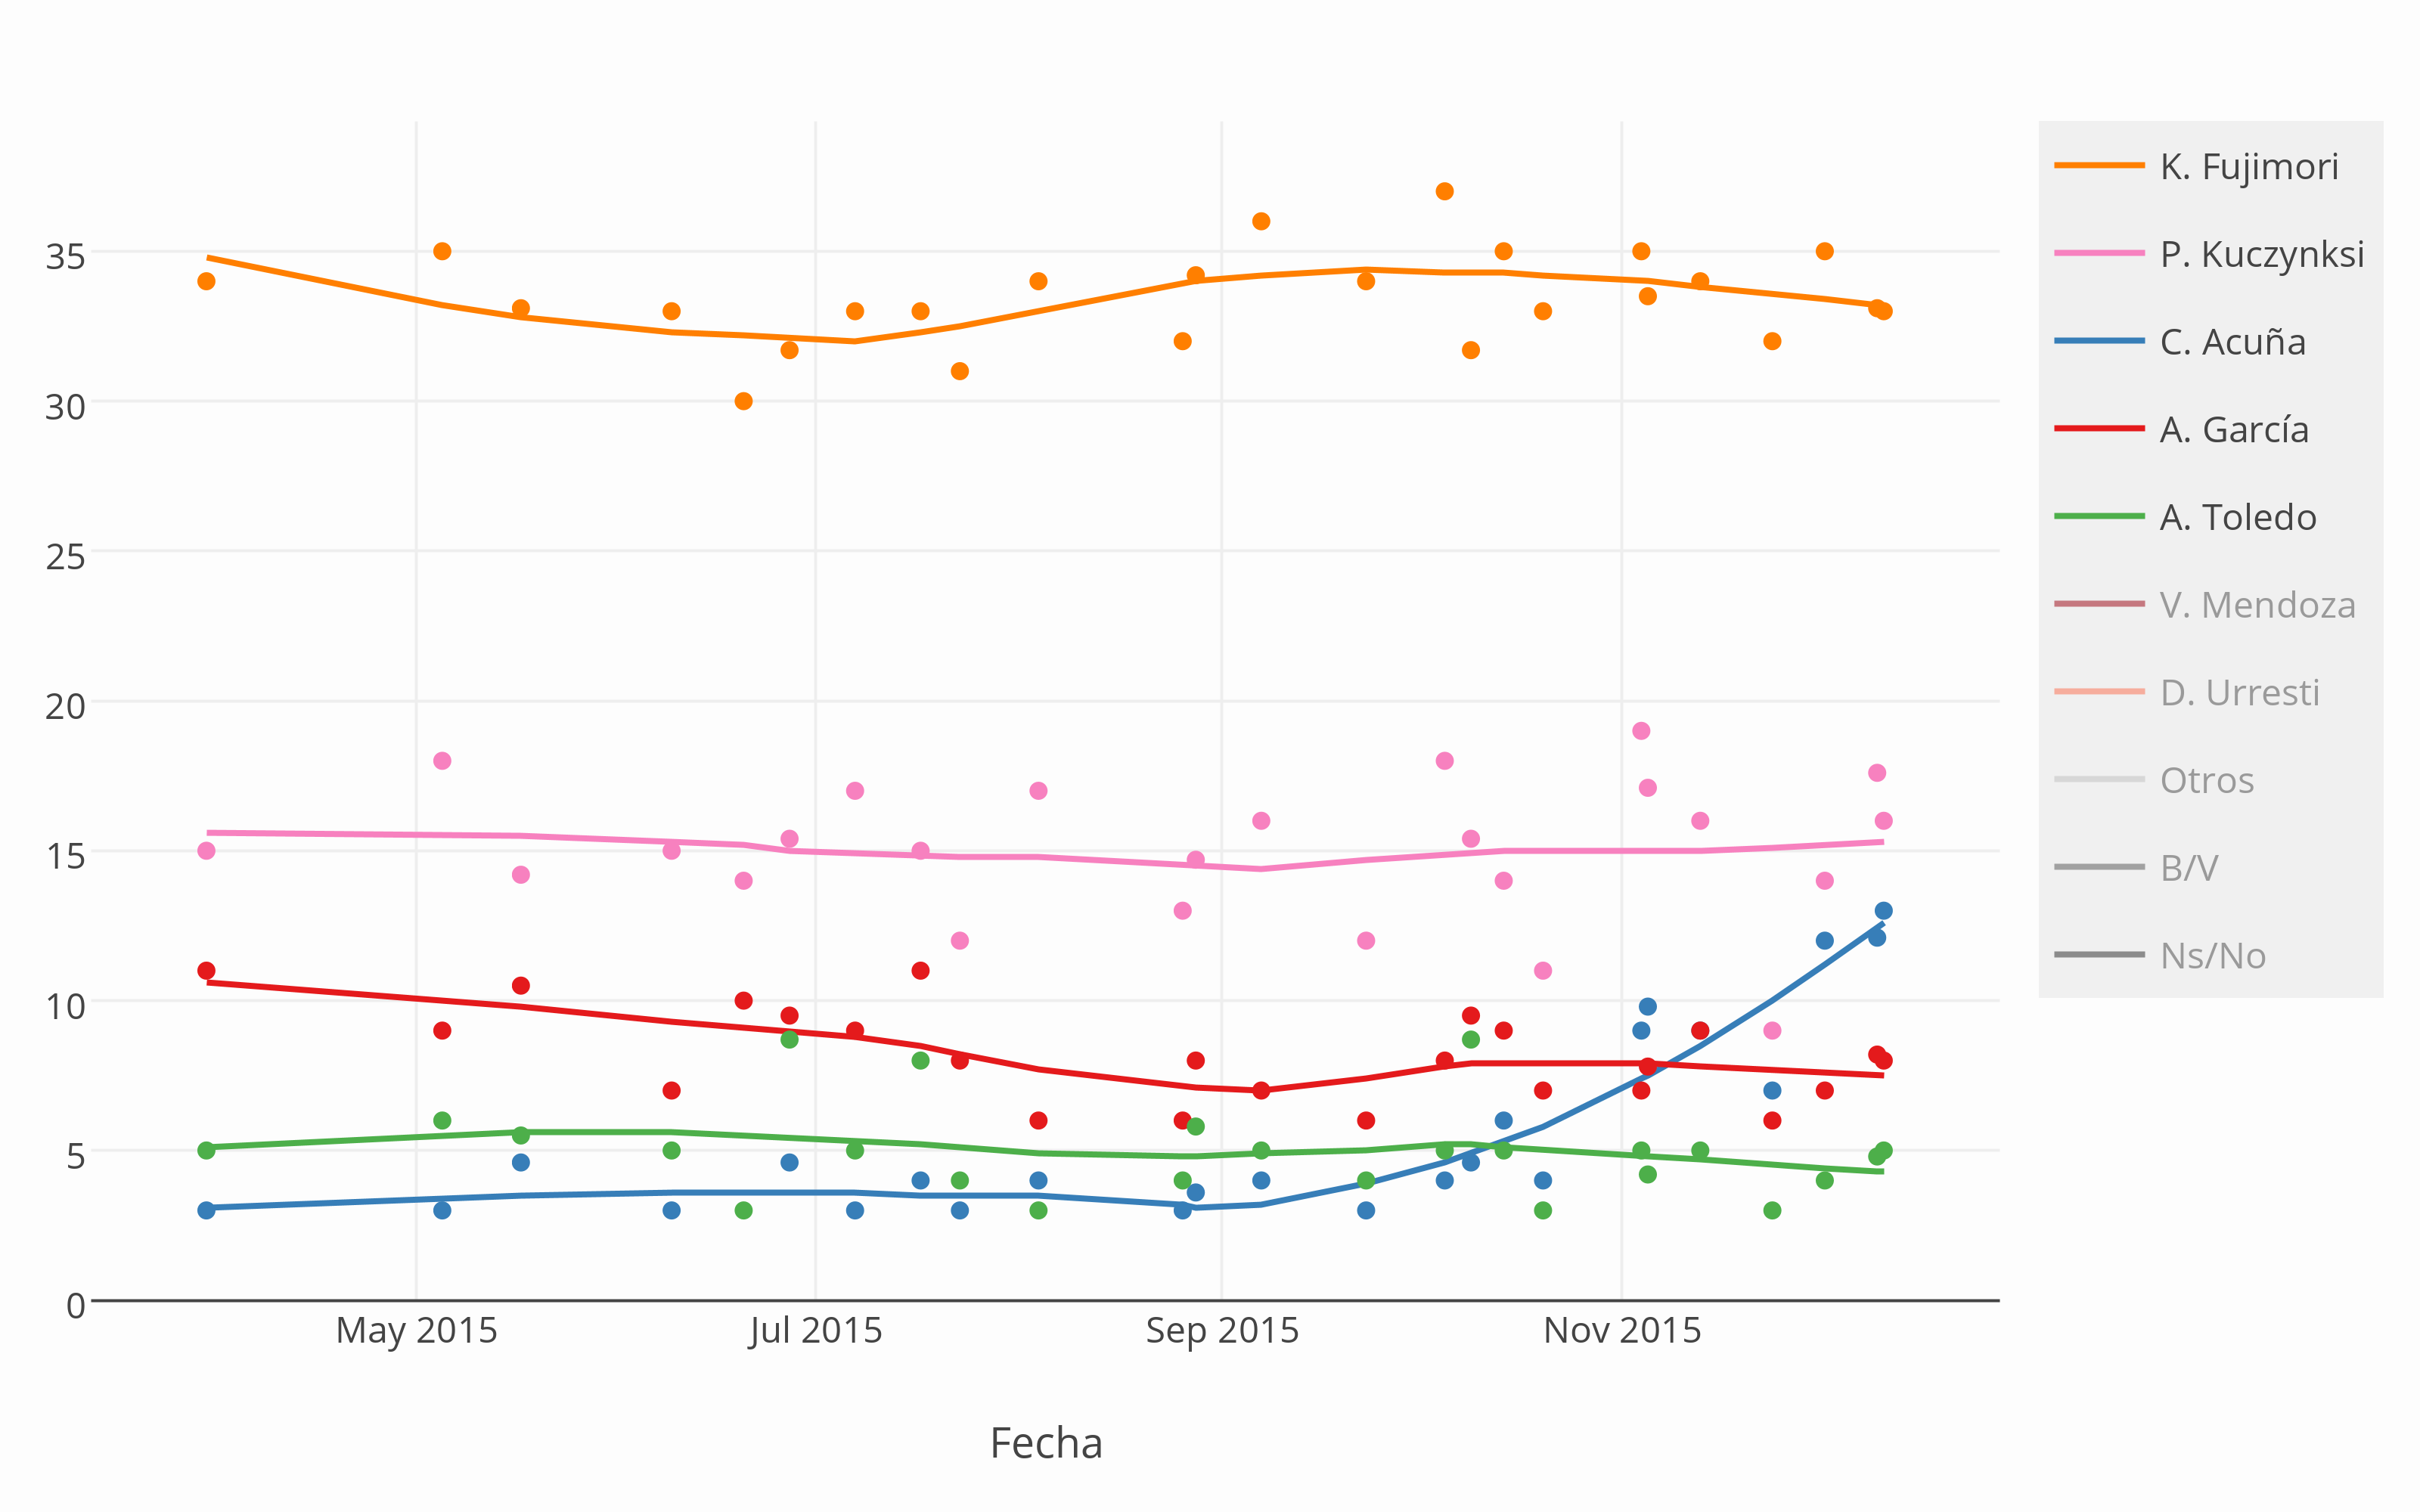 35
30
25
20
15
10
5
0
May 2015
Jul 2015
Sep 2015
Nov 2015
Fecha
K. Fujimori
P. Kuczynksi
C. Acuña
A. García
A. Toledo
V. Mendoza
D. Urresti
Otros
B/V
Ns/No